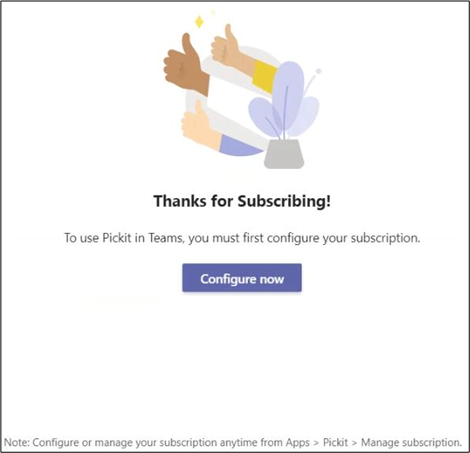 Thanks for Subscribing!
To use Pickit in Teams, you must first configure your subscription.
Configure now
Note: Configure or manage your subscription anytime from Apps > Pickit > Manage subscription.